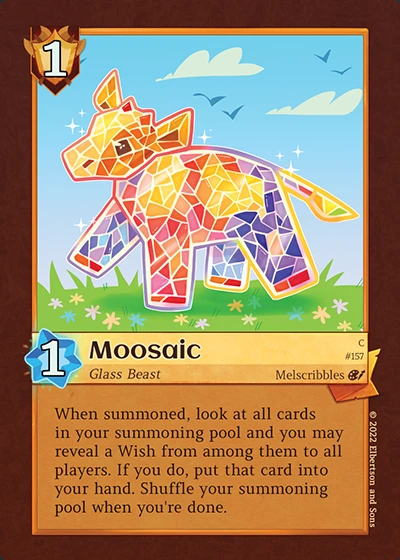 1
1
Moosaic
C
#157
Glass Beast
Melscribbles
When summoned, look at all cards
in your summoning pool and you may
reveal a Wish from among them to all
players. If you do, put that card into
your hand. Shuffle your summoning
pool when you're done.
© 2022 Elbertson and Sons